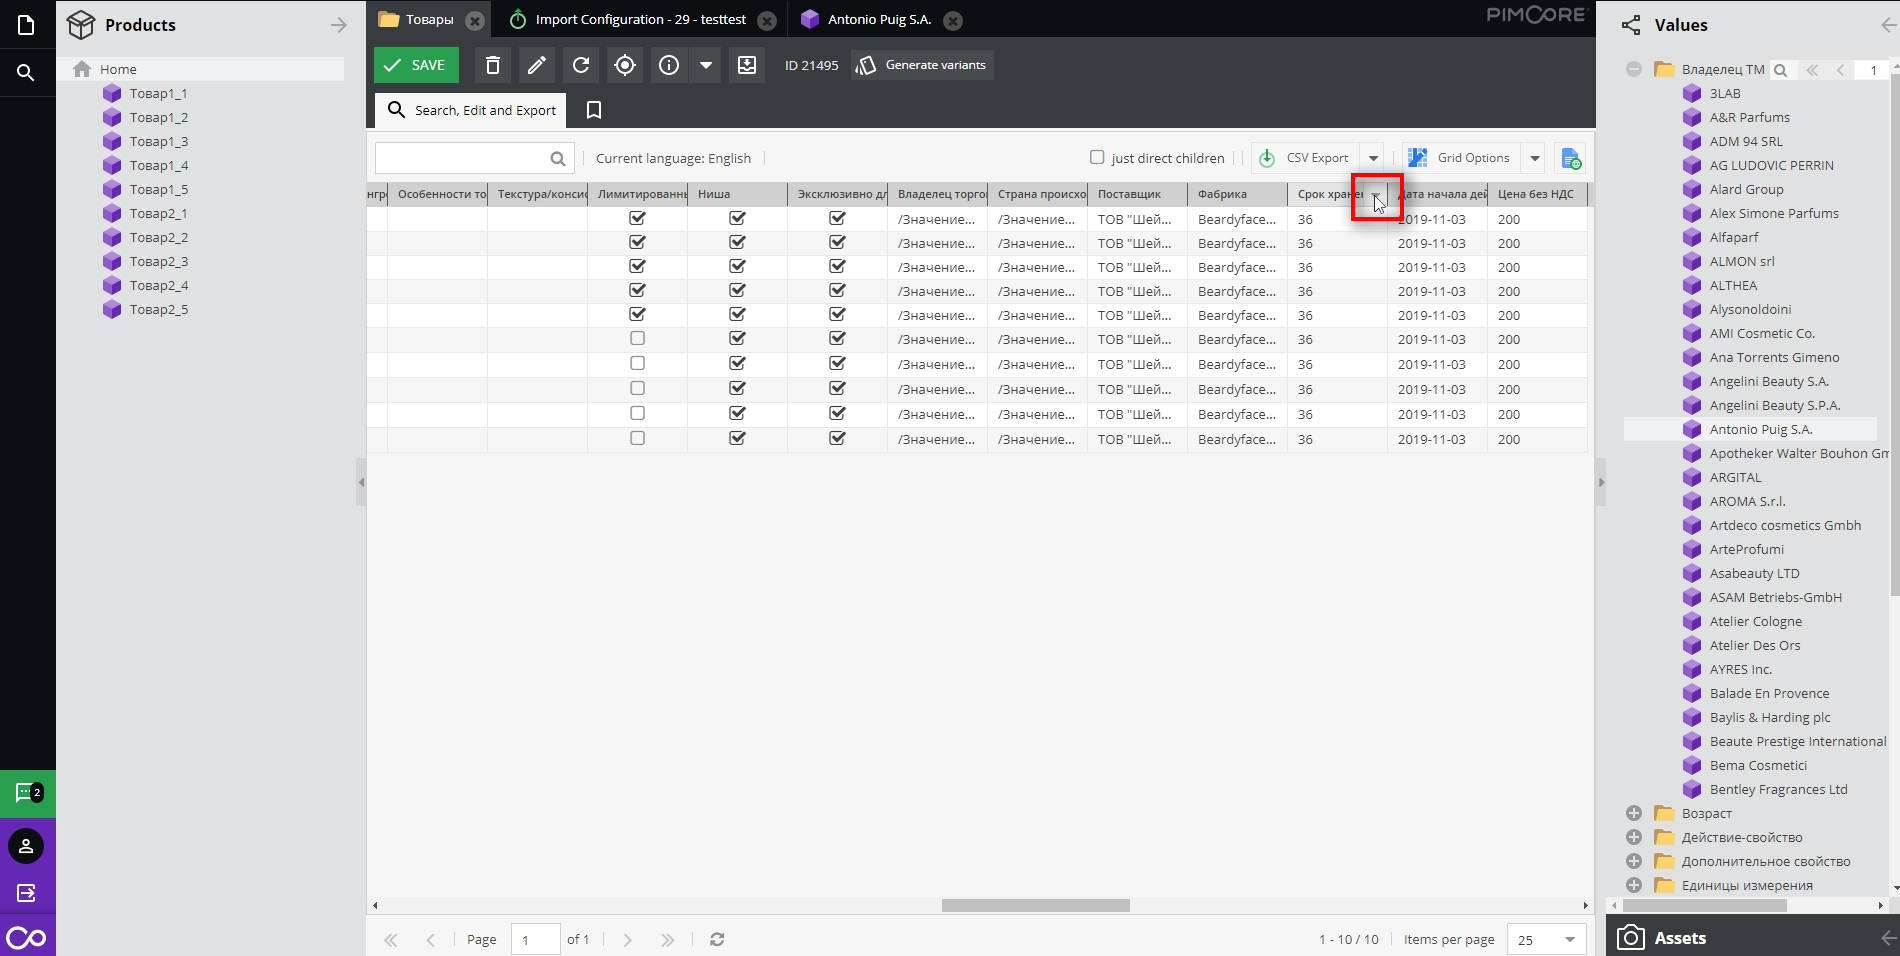 Products
Home
Товар1_1
Товар1_2
Товар1_3
Товар1_4
Товар1_5
Товар2_1
Товар2_2
Товар2_3
Товар2_4
Товар2_5
2
Товары
Import Configuration - 29 - testtest
Antonio Puig S.A.
PIMCORE
SAVE
ID 21495
Generate variants
Search, Edit and Export
Current language: English
just direct children
CSV Export
Grid Options
нгр Особенности то Текстура/конси Лимитированн Ниша Эксклюзивно дл Владелец торго Страна происхо Поставщик Фабрика Срок хране Дата начала дей Цена без НДС
/Значение... /Значение... ТОВ "Шей... Beardyface... 36 2019-11-03 200
/Значение... /Значение... ТОВ "Шей... Beardyface... 36 2019-11-03 200
/Значение... /Значение... ТОВ "Шей... Beardyface... 36 2019-11-03 200
/Значение... /Значение... ТОВ "Шей... Beardyface... 36 2019-11-03 200
/Значение... /Значение... ТОВ "Шей... Beardyface... 36 2019-11-03 200
/Значение... /Значение... ТОВ "Шей... Beardyface... 36 2019-11-03 200
/Значение... /Значение... ТОВ "Шей... Beardyface... 36 2019-11-03 200
/Значение... /Значение... ТОВ "Шей... Beardyface... 36 2019-11-03 200
/Значение... /Значение... ТОВ "Шей... Beardyface... 36 2019-11-03 200
/Значение... /Значение... ТОВ "Шей... Beardyface... 36 2019-11-03 200
Page 1 of 1
1 - 10 / 10 Items per page 25
Values
Владелец ТМ 1
3LAB
A&R Parfums
ADM 94 SRL
AG LUDOVIC PERRIN
Alard Group
Alex Simone Parfums
Alfaparf
ALMON srl
ALTHEA
Alysonoldoini
AMI Cosmetic Co.
Ana Torrents Gimeno
Angelini Beauty S.A.
Angelini Beauty S.P.A.
Antonio Puig S.A.
Apotheker Walter Bouhon Gm
ARGITAL
AROMA S.r.l.
Artdeco cosmetics Gmbh
ArteProfumi
Asabeauty LTD
ASAM Betriebs-GmbH
Atelier Cologne
Atelier Des Ors
AYRES Inc.
Balade En Provence
Baylis & Harding plc
Beaute Prestige International
Bema Cosmetici
Bentley Fragrances Ltd
Возраст
Действие-свойство
Дополнительное свойство
Единицы измерения
Assets